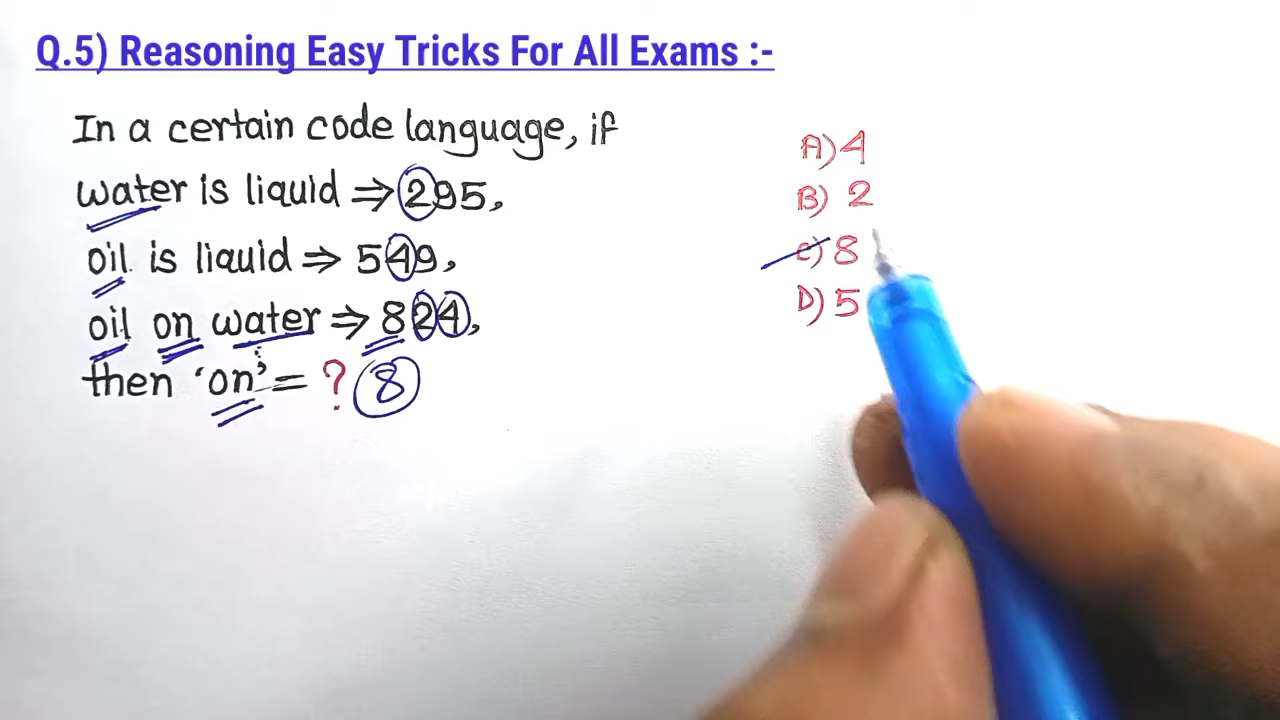 Q.5) Reasoning Easy Tricks For All Exams :-
In a certain code language, if
water is liquid ⇒ 295,
oil is liquid ⇒ 549,
oil on water ⇒ 824,
then 'on' = ? 8
A) 4
B) 2
C) 8
D) 5